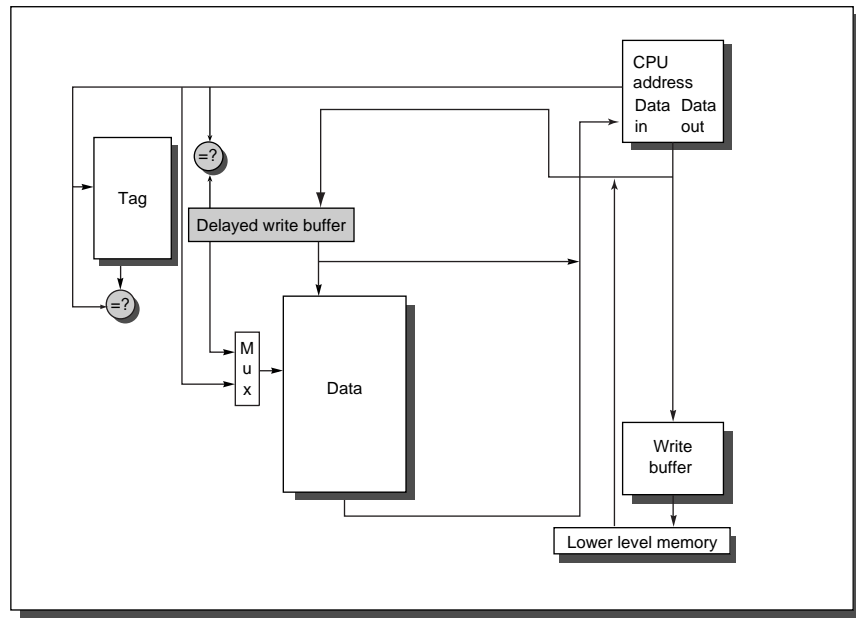 CPU
address
Data Data
in out
=?
Tag
Delayed write buffer
=?
M
u
x
Data
Write
buffer
Lower level memory